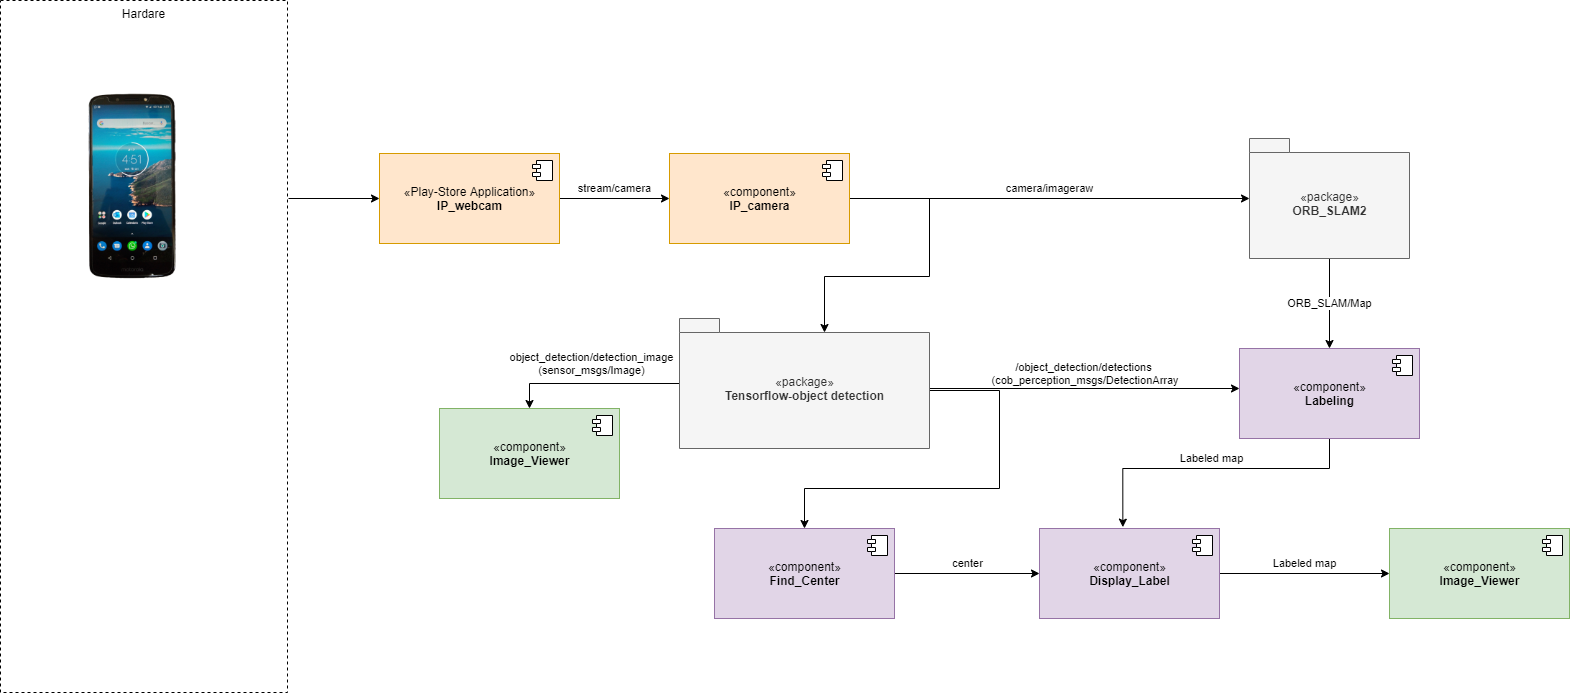 Hardare
4:51
«Play-Store Application»
IP_webcam
stream/camera
«component»
IP_camera
camera/imageraw
«package»
ORB_SLAM2
ORB_SLAM/Map
object_detection/detection_image
(sensor_msgs/Image)
«package»
Tensorflow-object detection
/object_detection/detections
(cob_perception_msgs/DetectionArray
«component»
Labeling
«component»
Image_Viewer
Labeled map
«component»
Find_Center
center
«component»
Display_Label
Labeled map
«component»
Image_Viewer